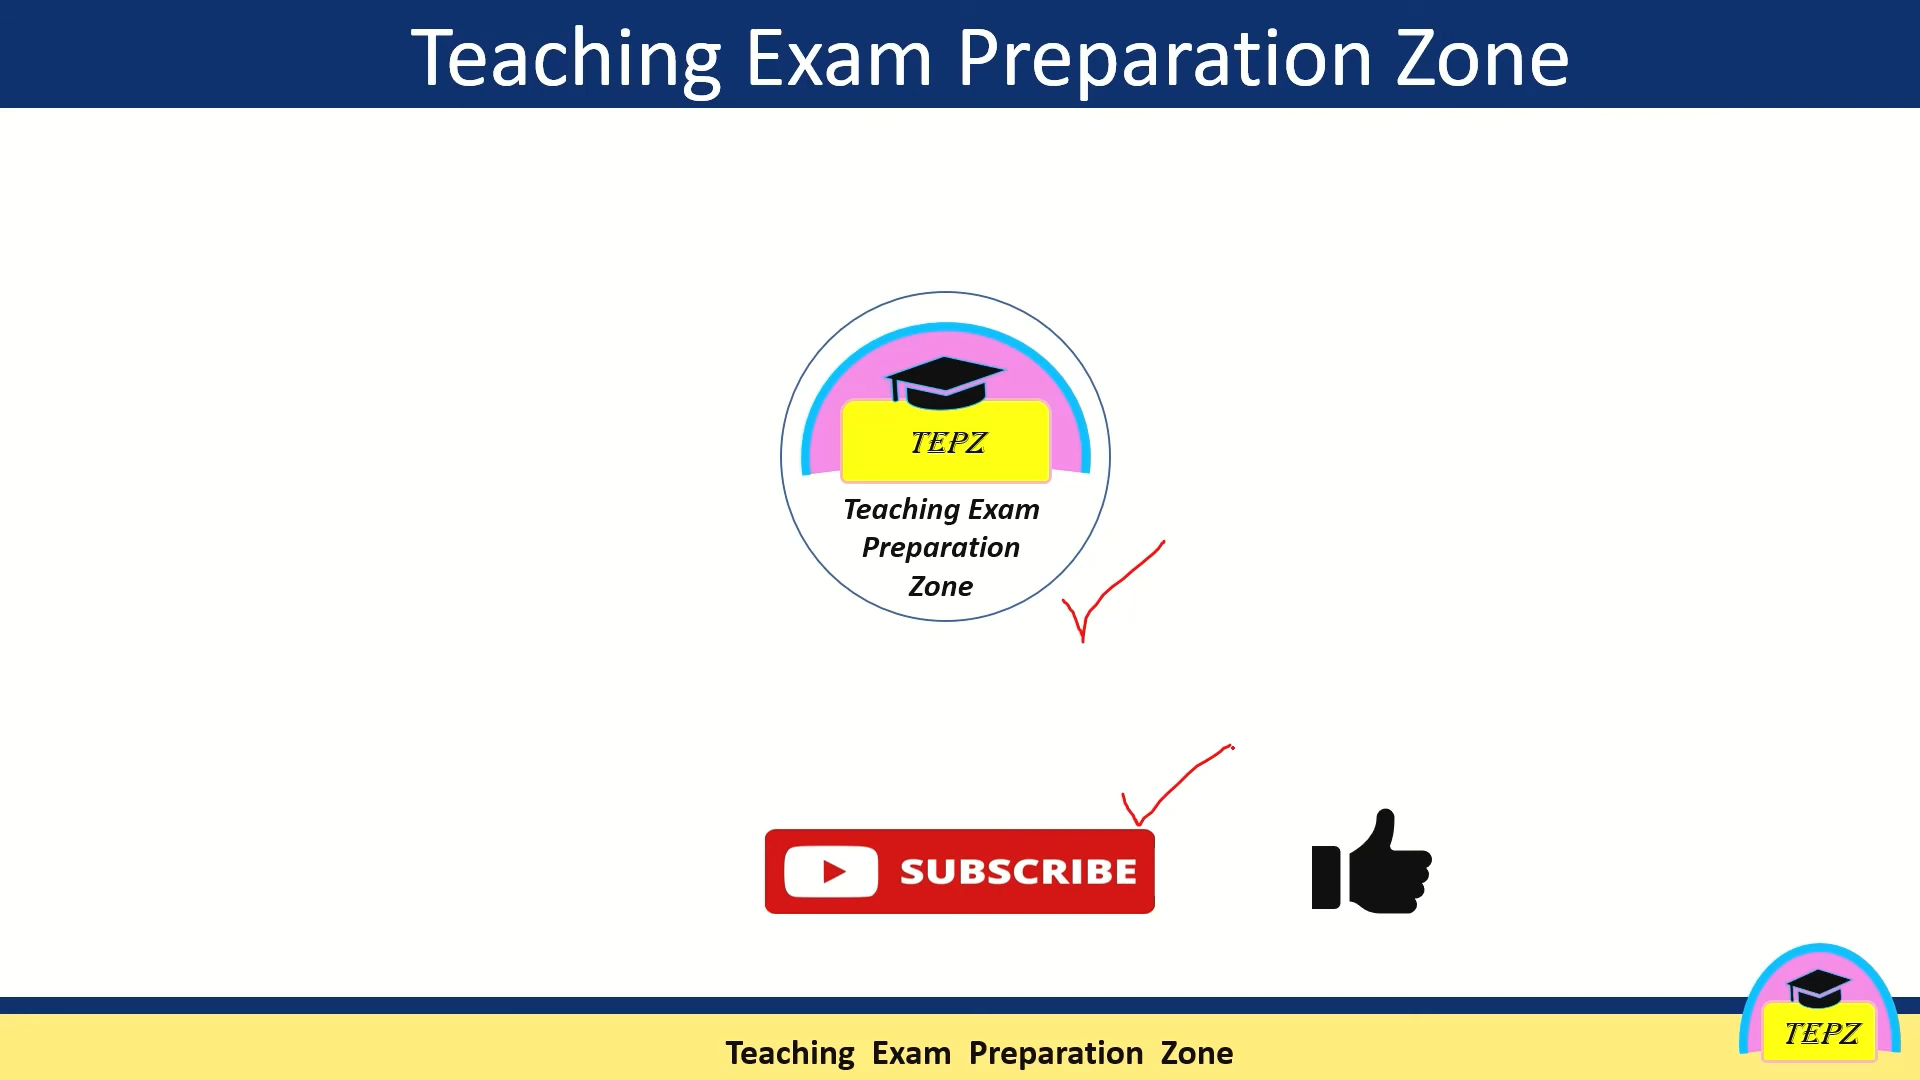 Teaching Exam Preparation Zone
TEPZ
Teaching Exam
Preparation
Zone
SUBSCRIBE
Teaching Exam Preparation Zone
TEPZ